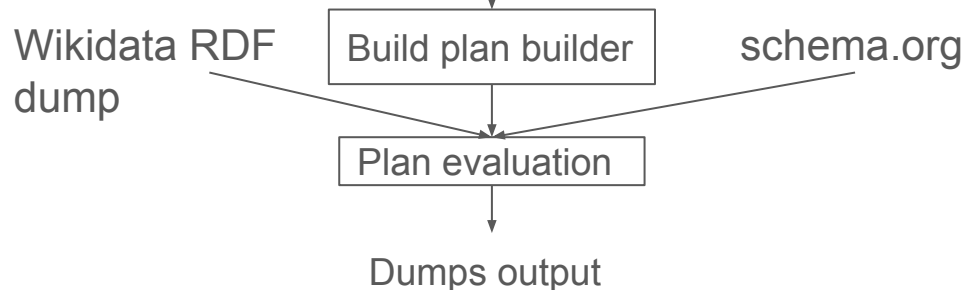 Wikidata RDF
dump
Build plan builder
schema.org
Plan evaluation
Dumps output